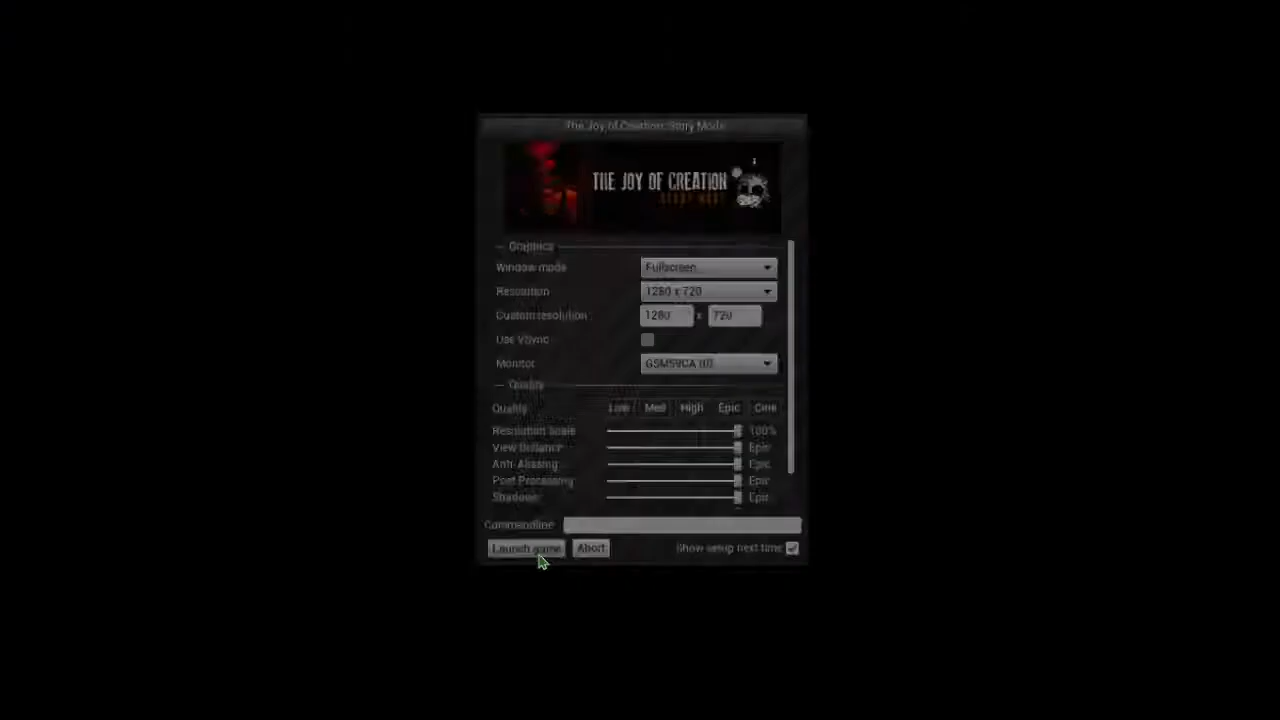 The Joy of Creation: Story Mode
THE JOY OF CREATION
STORY MODE
Graphics
Window mode Fullscreen
Resolution 1280 x 720
Custom resolution : 1280 x 720
Use VSync
Monitor
Quality
Quality Low Med High Epic Cine
Resolution Scale 100%
View Distance Epic
Anti-Aliasing Epic
Post Processing Epic
Shadows Epic
Commandline
Launch game Abort Show setup next time